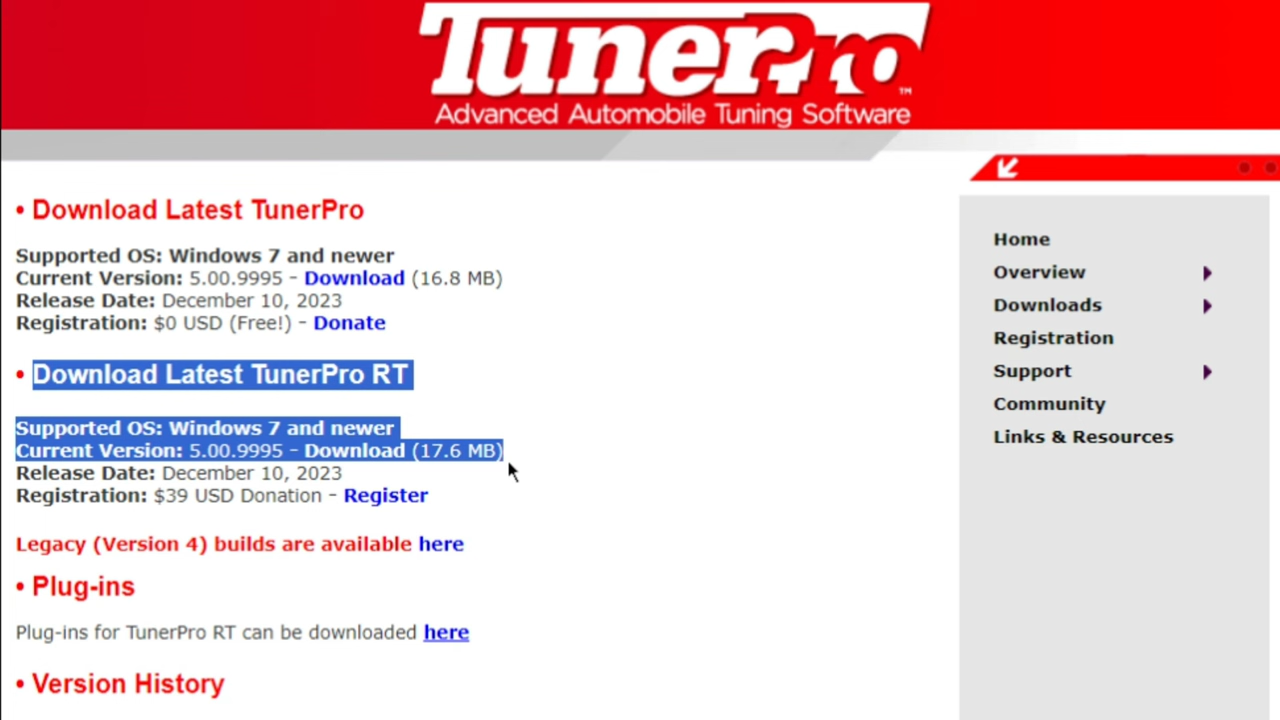 TunerPro™
Advanced Automobile Tuning Software
• Download Latest TunerPro
Supported OS: Windows 7 and newer
Current Version: 5.00.9995 - Download (16.8 MB)
Release Date: December 10, 2023
Registration: $0 USD (Free!) - Donate
• Download Latest TunerPro RT
Supported OS: Windows 7 and newer
Current Version: 5.00.9995 - Download (17.6 MB)
Release Date: December 10, 2023
Registration: $39 USD Donation - Register
Legacy (Version 4) builds are available here
• Plug-ins
Plug-ins for TunerPro RT can be downloaded here
• Version History
Home
Overview
Downloads
Registration
Support
Community
Links & Resources